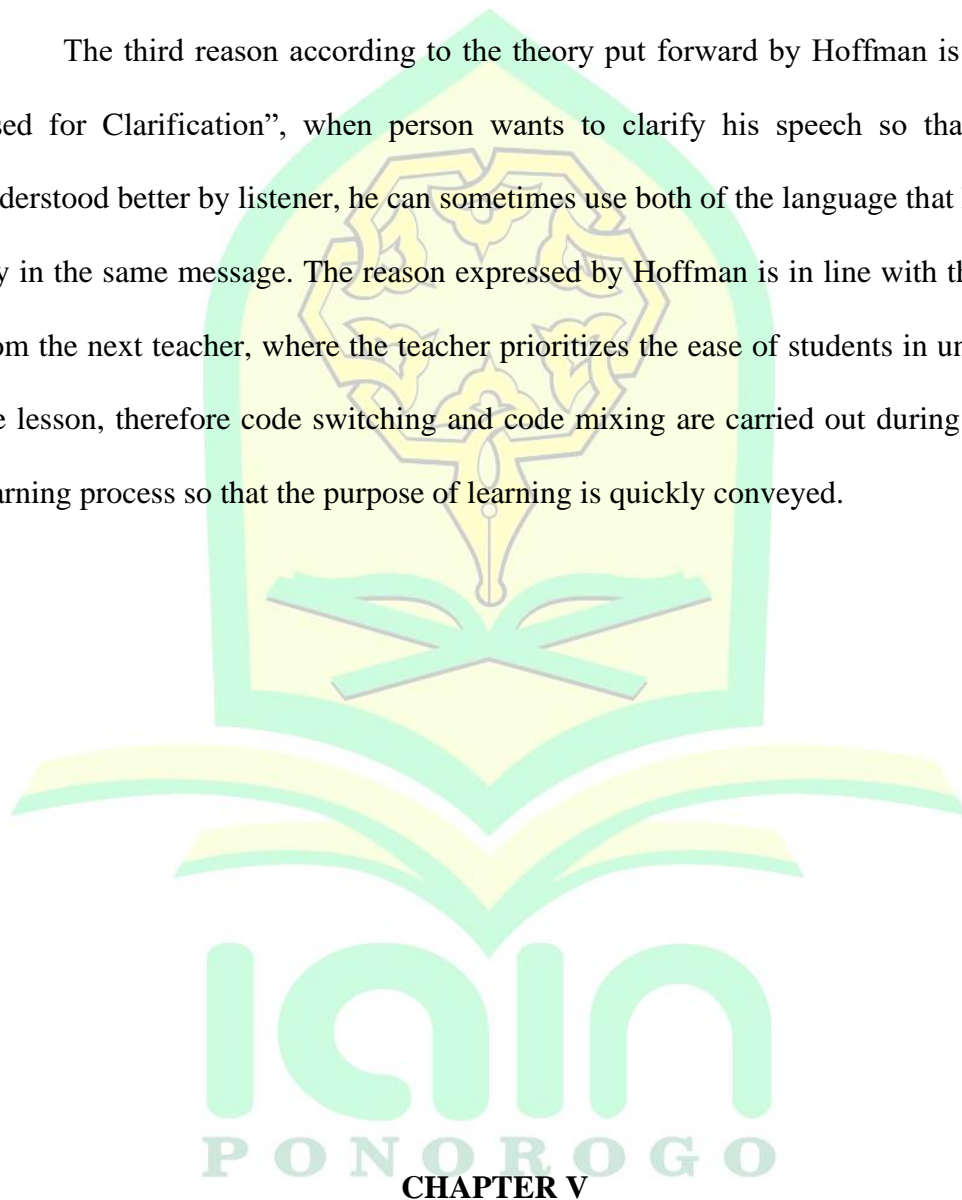 The third reason according to the theory put forward by Hoffman is
sed for Clarification”, when person wants to clarify his speech so tha
derstood better by listener, he can sometimes use both of the language that
y in the same message. The reason expressed by Hoffman is in line with th
om the next teacher, where the teacher prioritizes the ease of students in un
e lesson, therefore code switching and code mixing are carried out during
arning process so that the purpose of learning is quickly conveyed.
iain
PONOROGO
CHAPTER V